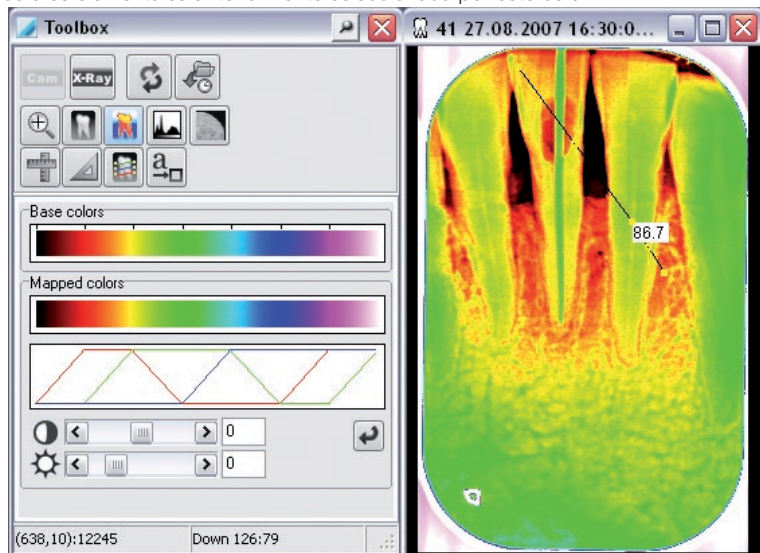 Toolbox
41 27.08.2007 16:30:0...
Cam X-Ray
a
Base colors
Mapped colors
0
0
86.7
(638,10):12245 Down 126:79